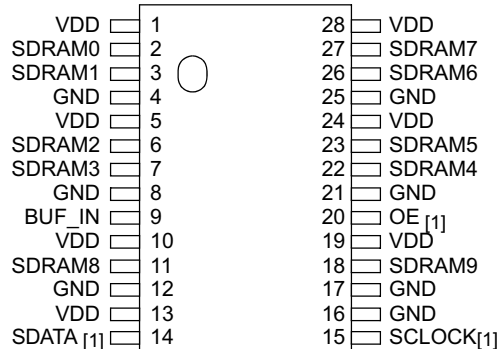 VDD 1 28 VDD
SDRAM0 2 27 SDRAM7
SDRAM1 3 26 SDRAM6
GND 4 25 GND
VDD 5 24 VDD
SDRAM2 6 23 SDRAM5
SDRAM3 7 22 SDRAM4
GND 8 21 GND
BUF_IN 9 20 OE [1]
VDD 10 19 VDD
SDRAM8 11 18 SDRAM9
GND 12 17 GND
VDD 13 16 GND
SDATA [1] 14 15 SCLOCK[1]